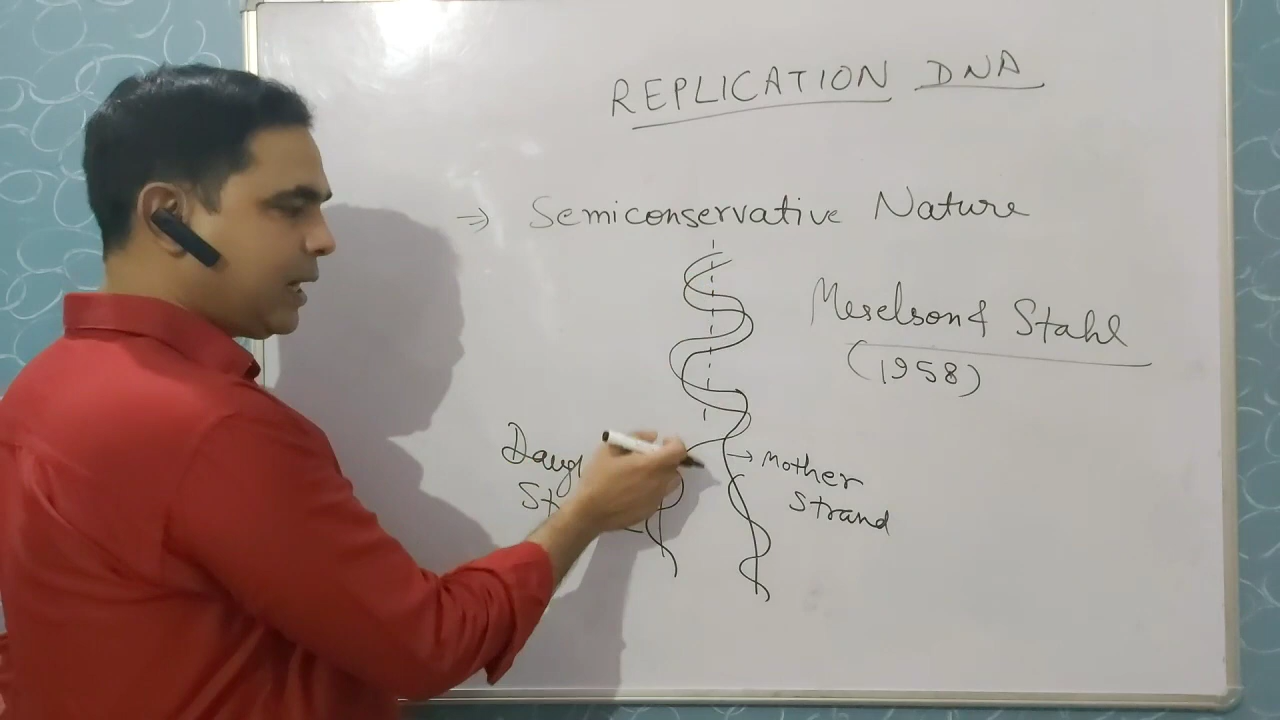 REPLICATION DNA
⇒ Semiconservative Nature
Meselson & Stahl
(1958)
→ Mother
Strand